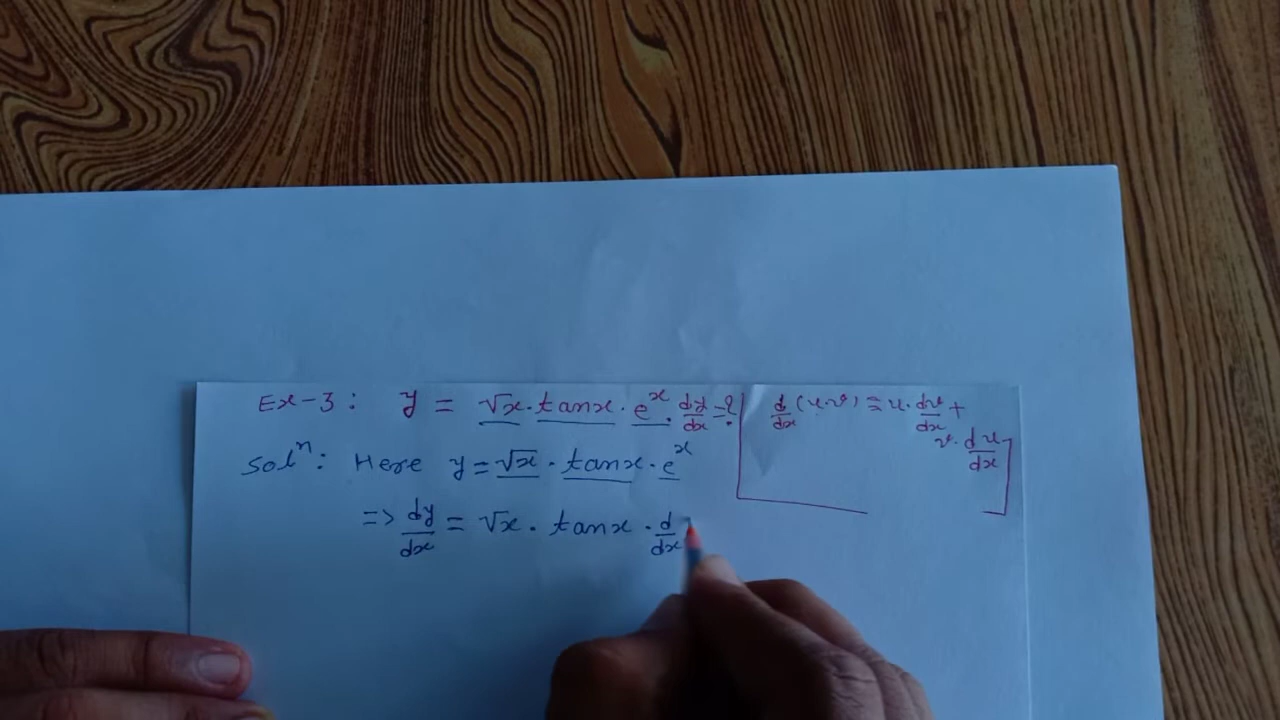 Ex-3: y = √x · tanx · e^x · dy/dx = ?
d/dx (u·v) = u · dv/dx +
v · du/dx
Solⁿ: Here y = √x · tanx · e^x
=> dy/dx = √x · tanx · d/dx